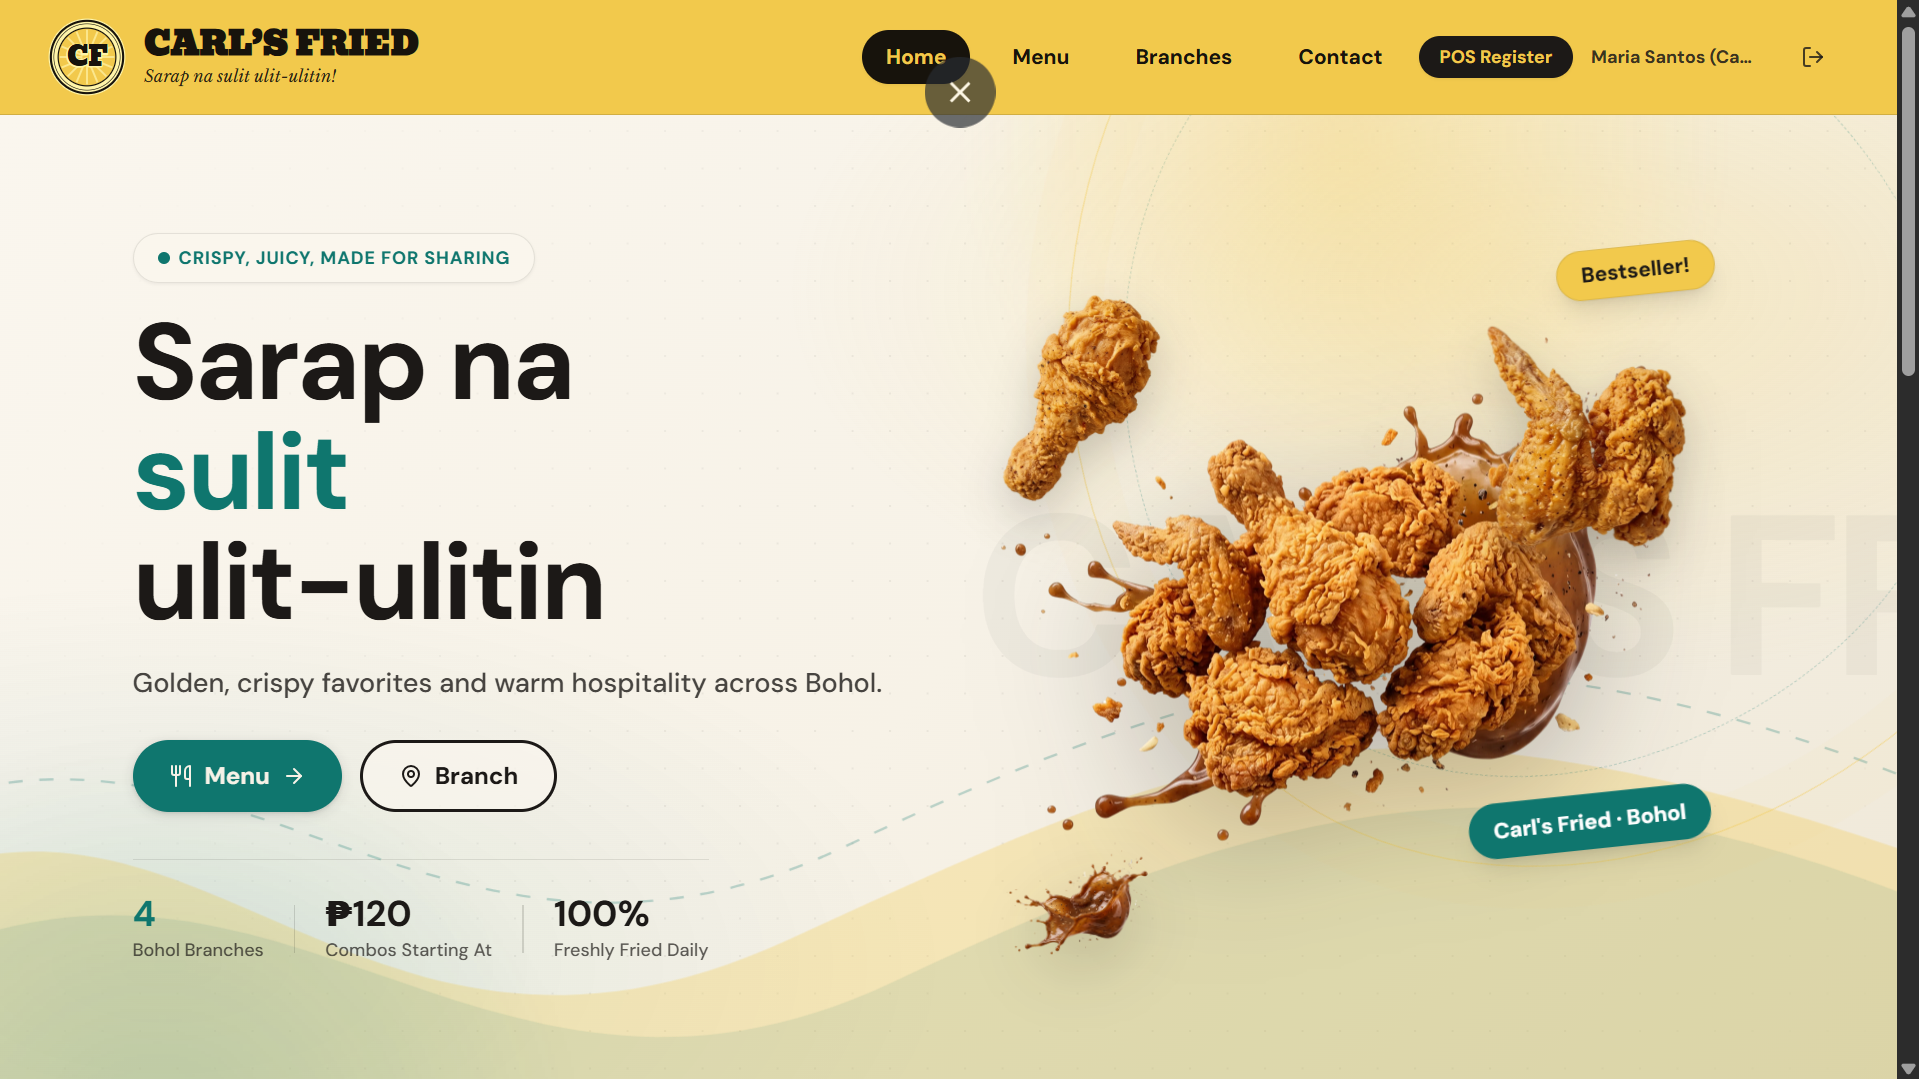 CF
CARL'S FRIED
Sarap na sulit ulit-ulitin!
Home
Menu
Branches
Contact
POS Register
Maria Santos (Ca...
CRISPY, JUICY, MADE FOR SHARING
Sarap na
sulit
ulit-ulitin
Golden, crispy favorites and warm hospitality across Bohol.
Menu
Branch
4
Bohol Branches
₱120
Combos Starting At
100%
Freshly Fried Daily
Bestseller!
Carl's Fried · Bohol